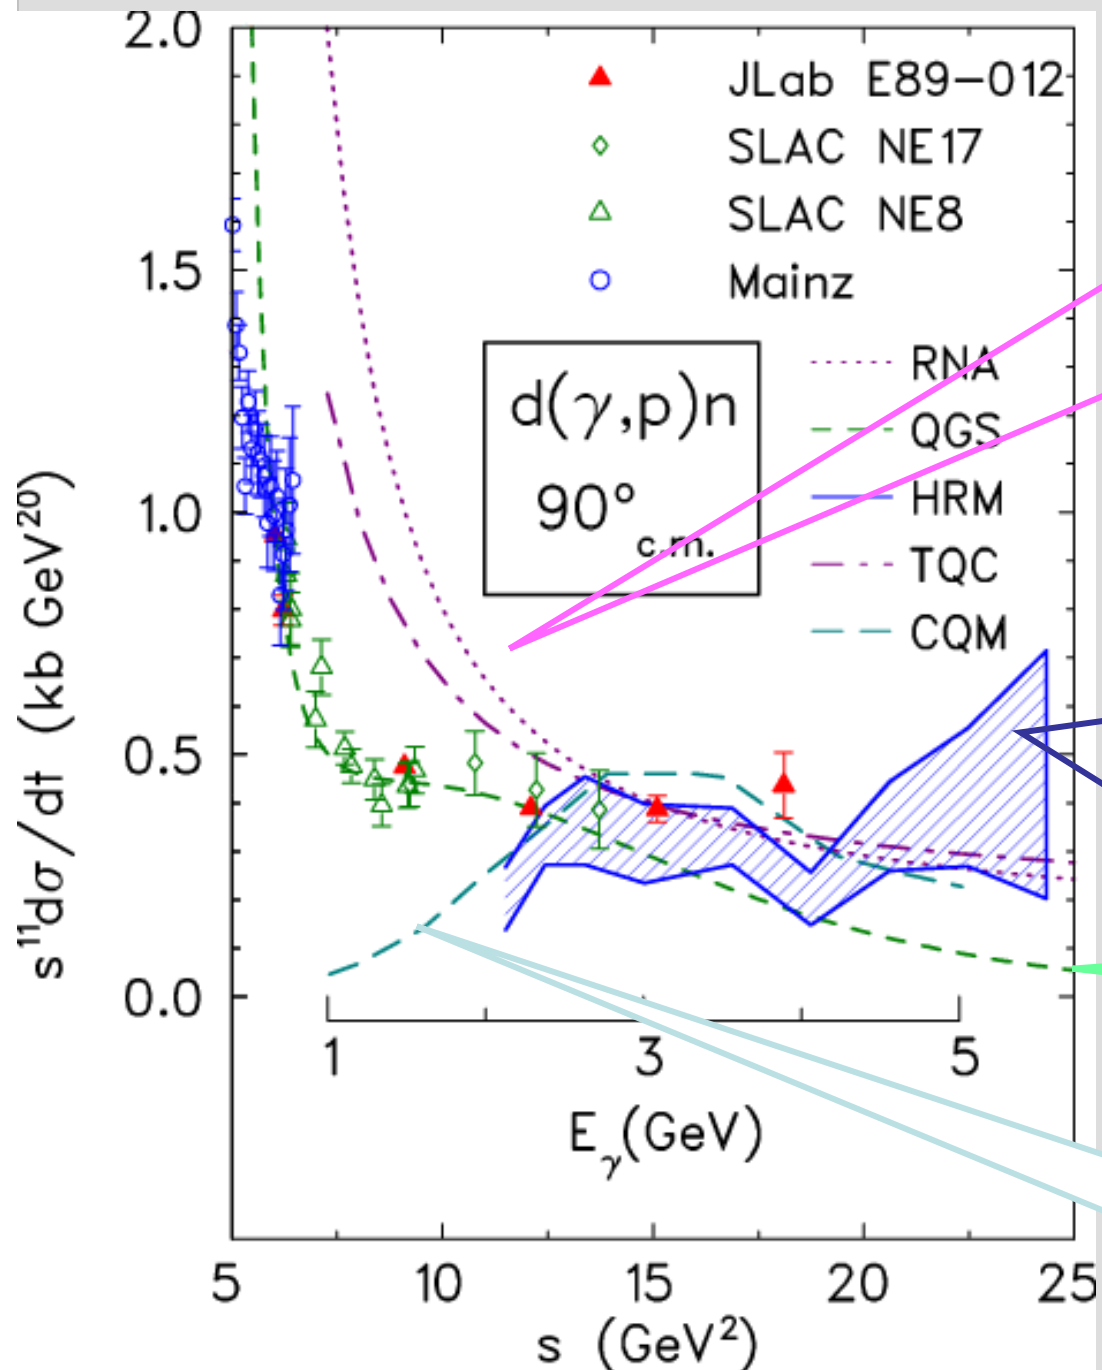 2.0
JLab E89-012
SLAC NE17
SLAC NE8
1.5
Mainz
RNA
d(γ,p)n
QGS
1.0
90°c.m.
HRM
TQC
CQM
0.5
0.0
s¹¹dσ/dt (kb GeV²⁰)
1 3 5
Eγ(GeV)
5 10 15 20 25
s (GeV²)